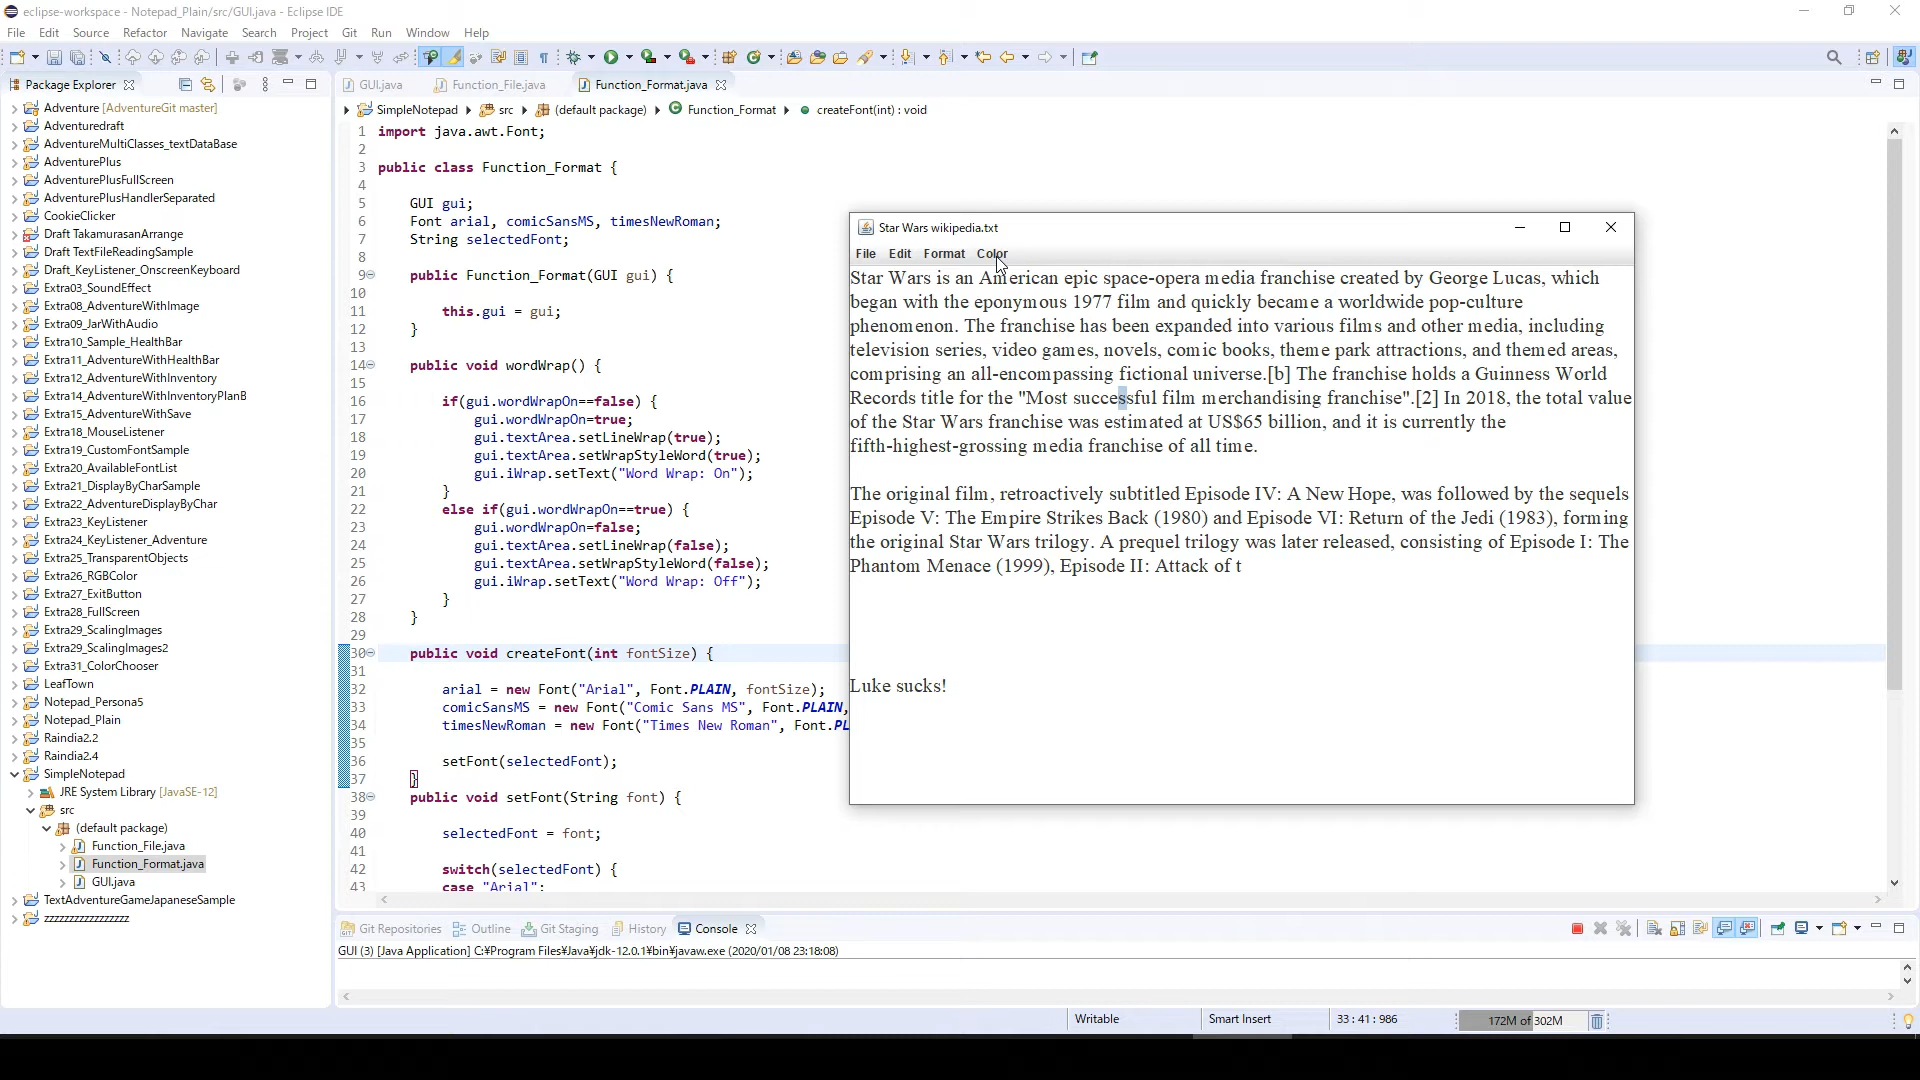 eclipse-workspace - Notepad_Plain/src/GUI.java - Eclipse IDE
File Edit Source Refactor Navigate Search Project Git Run Window Help
Package Explorer
Adventure [AdventureGit master]
Adventuredraft
AdventureMultiClasses_textDataBase
AdventurePlus
AdventurePlusFullScreen
AdventurePlusHandlerSeparated
CookieClicker
Draft TakamurasanArrange
Draft TextFileReadingSample
Draft_KeyListener_OnscreenKeyboard
Extra03_SoundEffect
Extra08_AdventureWithImage
Extra09_JarWithAudio
Extra10_Sample_HealthBar
Extra11_AdventureWithHealthBar
Extra12_AdventureWithInventory
Extra14_AdventureWithInventoryPlanB
Extra15_AdventureWithSave
Extra18_MouseListener
Extra19_CustomFontSample
Extra20_AvailableFontList
Extra21_DisplayByCharSample
Extra22_AdventureDisplayByChar
Extra23_KeyListener
Extra24_KeyListener_Adventure
Extra25_TransparentObjects
Extra26_RGBColor
Extra27_ExitButton
Extra28_FullScreen
Extra29_ScalingImages
Extra29_ScalingImages2
Extra31_ColorChooser
LeafTown
Notepad_Persona5
Notepad_Plain
Raindia2.2
Raindia2.4
SimpleNotepad
JRE System Library [JavaSE-12]
src
(default package)
Function_File.java
Function_Format.java
GUI.java
TextAdventureGameJapaneseSample
zzzzzzzzzzzzzzzzz
GUI.java Function_File.java Function_Format.java
SimpleNotepad src (default package) Function_Format createFont(int) : void
1 import java.awt.Font;
2
3 public class Function_Format {
4
5 GUI gui;
6 Font arial, comicSansMS, timesNewRoman;
7 String selectedFont;
8
9 public Function_Format(GUI gui) {
10
11 this.gui = gui;
12 }
13
14 public void wordWrap() {
15
16 if(gui.wordWrapOn==false) {
17 gui.wordWrapOn=true;
18 gui.textArea.setLineWrap(true);
19 gui.textArea.setWrapStyleWord(true);
20 gui.iWrap.setText("Word Wrap: On");
21 }
22 else if(gui.wordWrapOn==true) {
23 gui.wordWrapOn=false;
24 gui.textArea.setLineWrap(false);
25 gui.textArea.setWrapStyleWord(false);
26 gui.iWrap.setText("Word Wrap: Off");
27 }
28 }
29
30 public void createFont(int fontSize) {
31
32 arial = new Font("Arial", Font.PLAIN, fontSize);
33 comicSansMS = new Font("Comic Sans MS", Font.PLAIN,
34 timesNewRoman = new Font("Times New Roman", Font.PL
35
36 setFont(selectedFont);
37 }
38 public void setFont(String font) {
39
40 selectedFont = font;
41
42 switch(selectedFont) {
43 case "Arial":
Star Wars wikipedia.txt
File Edit Format Color
Star Wars is an American epic space-opera media franchise created by George Lucas, which
began with the eponymous 1977 film and quickly became a worldwide pop-culture
phenomenon. The franchise has been expanded into various films and other media, including
television series, video games, novels, comic books, theme park attractions, and themed areas,
comprising an all-encompassing fictional universe.[b] The franchise holds a Guinness World
Records title for the "Most successful film merchandising franchise".[2] In 2018, the total value
of the Star Wars franchise was estimated at US$65 billion, and it is currently the
fifth-highest-grossing media franchise of all time.
The original film, retroactively subtitled Episode IV: A New Hope, was followed by the sequels
Episode V: The Empire Strikes Back (1980) and Episode VI: Return of the Jedi (1983), forming
the original Star Wars trilogy. A prequel trilogy was later released, consisting of Episode I: The
Phantom Menace (1999), Episode II: Attack of t
Luke sucks!
Git Repositories Outline Git Staging History Console
GUI (3) [Java Application] C:¥Program Files¥Java¥jdk-12.0.1¥bin¥javaw.exe (2020/01/08 23:18:08)
Writable Smart Insert 33 : 41 : 986 172M of 302M